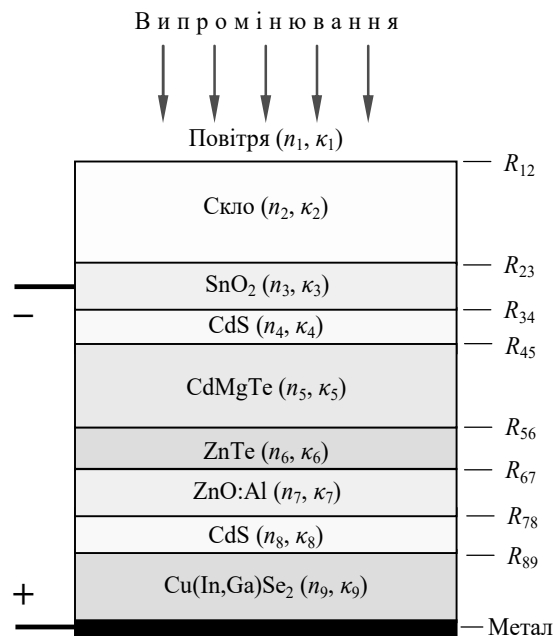 Випромінювання
Повітря (n₁, κ₁)
R₁₂
Скло (n₂, κ₂)
R₂₃
SnO₂ (n₃, κ₃)
−
R₃₄
CdS (n₄, κ₄)
R₄₅
CdMgTe (n₅, κ₅)
R₅₆
ZnTe (n₆, κ₆)
R₆₇
ZnO:Al (n₇, κ₇)
R₇₈
CdS (n₈, κ₈)
R₈₉
Cu(In,Ga)Se₂ (n₉, κ₉)
+
Метал